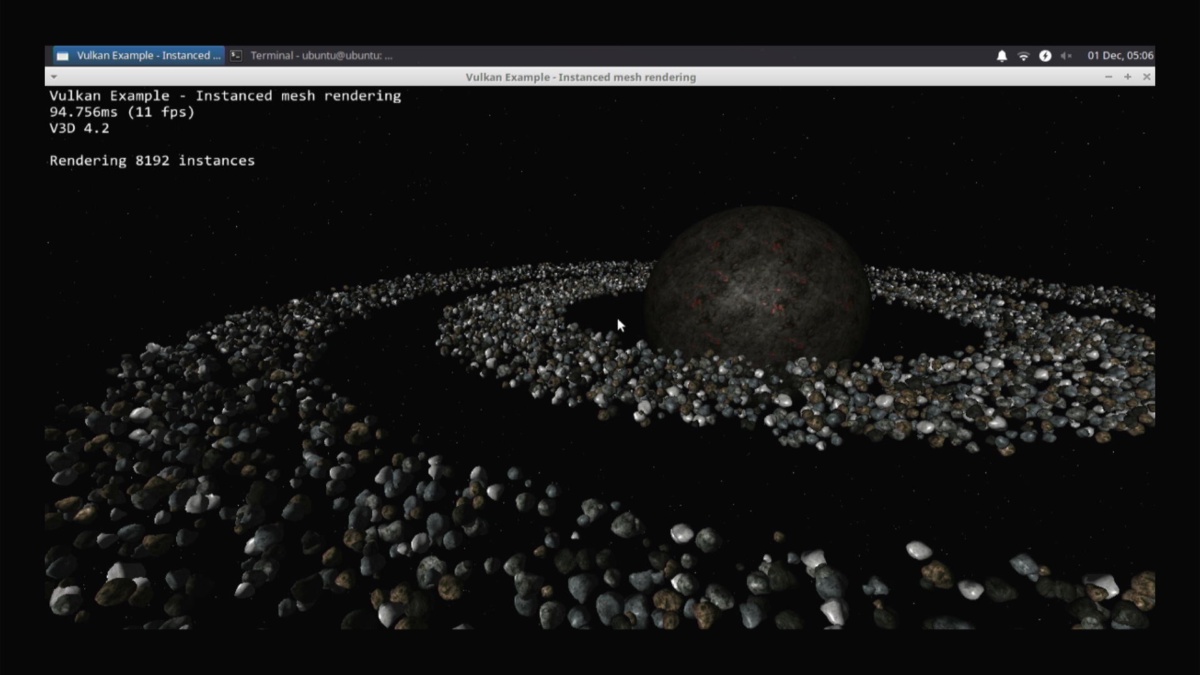 Vulkan Example - Instanced ...
Terminal - ubuntu@ubuntu: ...
01 Dec, 05:06
Vulkan Example - Instanced mesh rendering
Vulkan Example - Instanced mesh rendering
94.756ms (11 fps)
V3D 4.2
Rendering 8192 instances